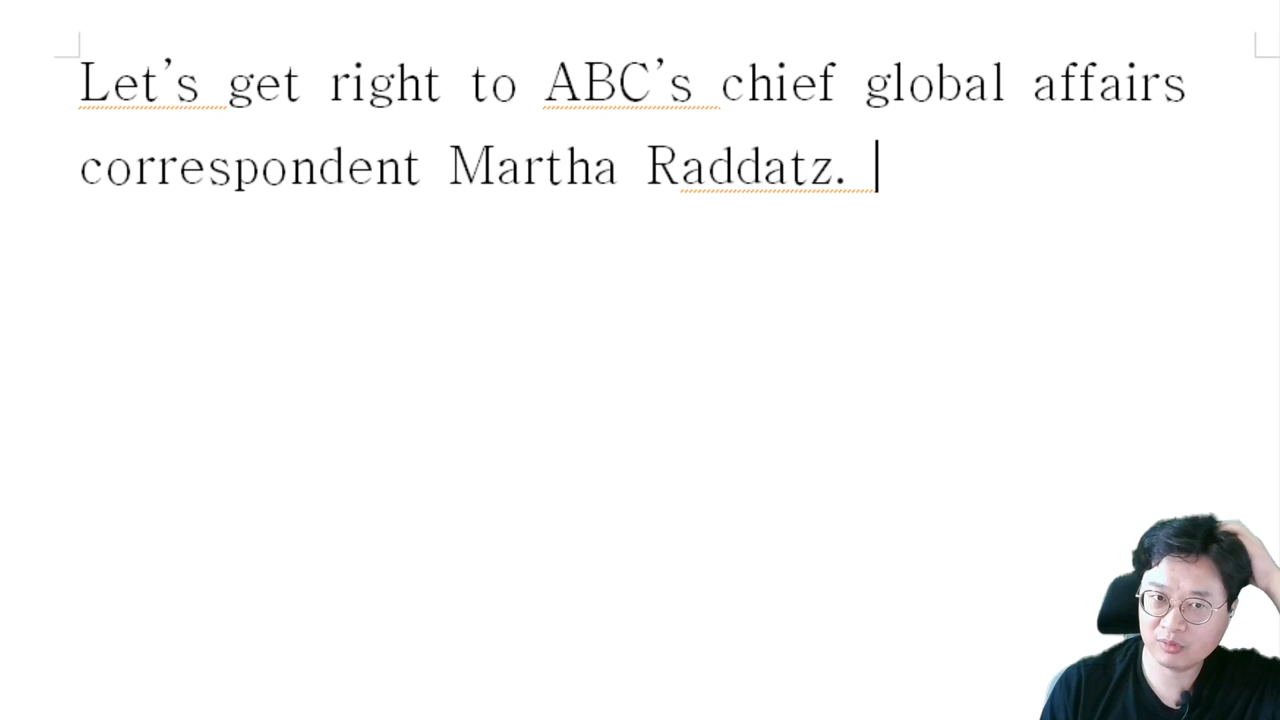 Let’s get right to ABC’s chief global affairs
correspondent Martha Raddatz.